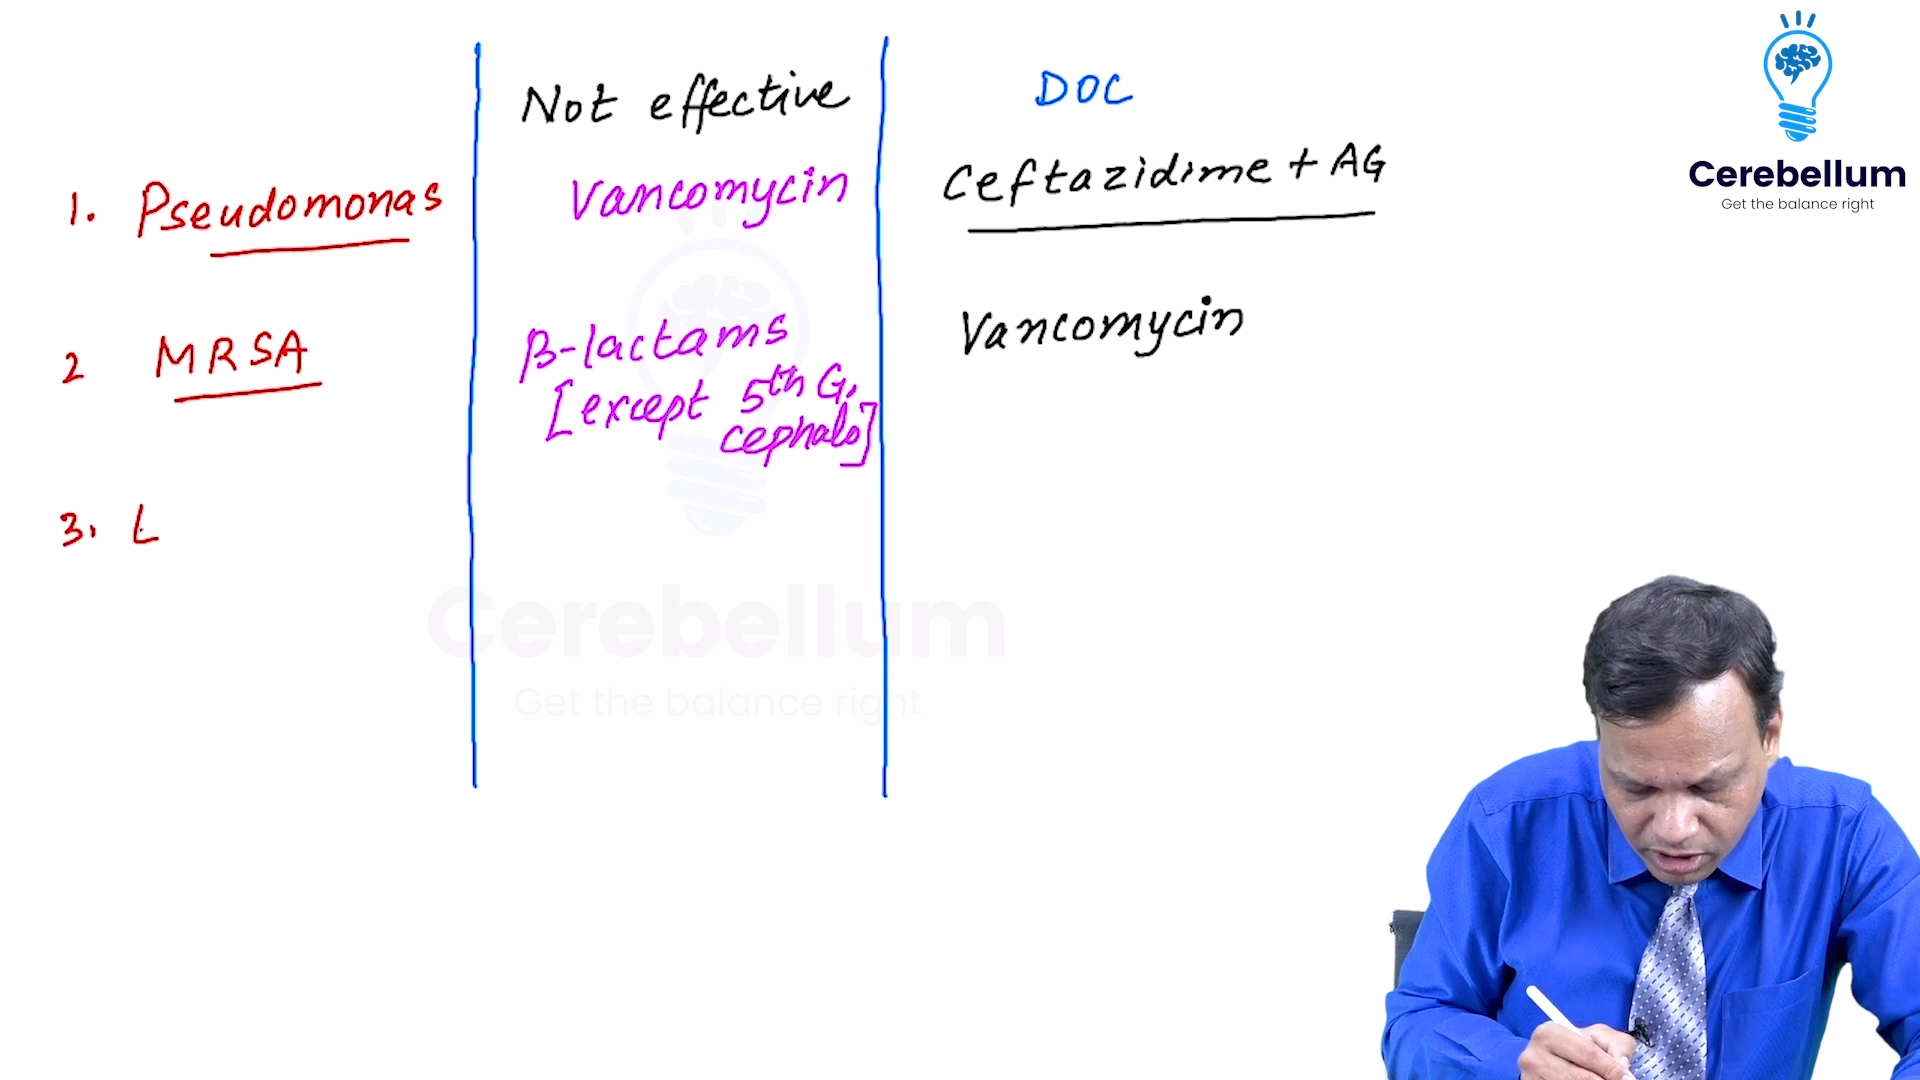 Not effective DOC
1. Pseudomonas Vancomycin Ceftazidime + AG
2 MRSA β-lactams Vancomycin
[except 5th G.
cephalo]
3. L
Cerebellum
Get the balance right
Cerebellum
Get the balance right